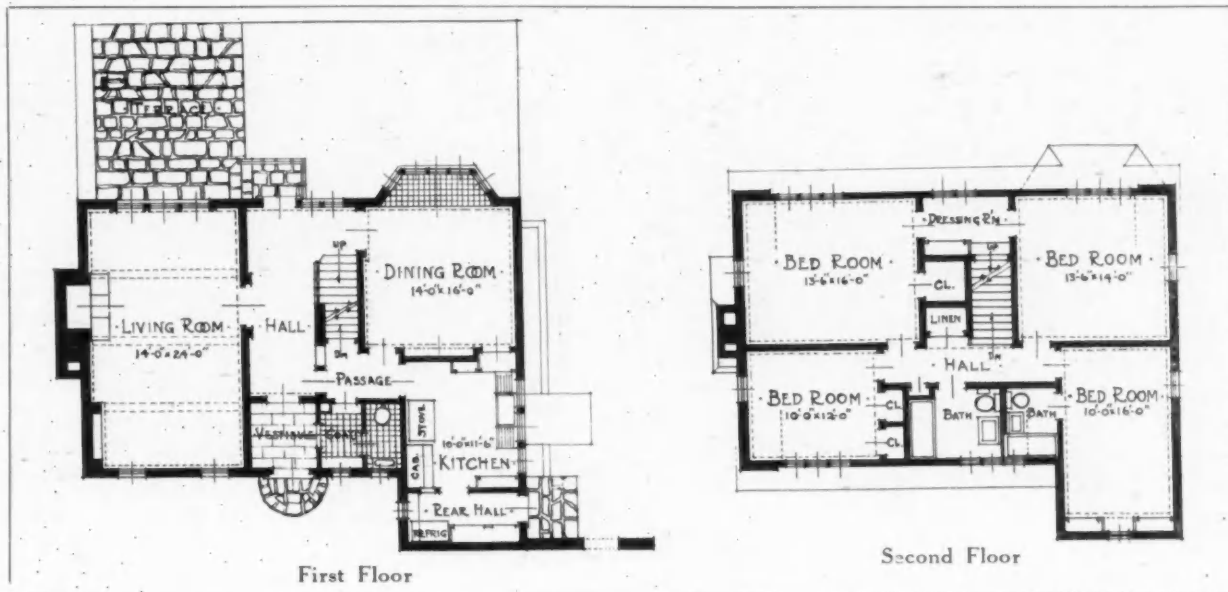 TERRACE
UP
DINING ROOM
14'-0"x16'-0"
LIVING ROOM
14'-0"x24'-0"
HALL
DN
PASSAGE
VESTIBULE
COATS
STOVE
10'-0"x11'-6"
KITCHEN
CAB.
REAR HALL
REFRIG
First Floor
DRESSING R'M
UP
BED ROOM
13'-6"x16'-0"
CL.
BED ROOM
13'-6"x14'-0"
LINEN
DN
HALL
BED ROOM
10'-0"x12'-0"
CL.
CL.
BATH
BATH
BED ROOM
10'-0"x16'-0"
Second Floor